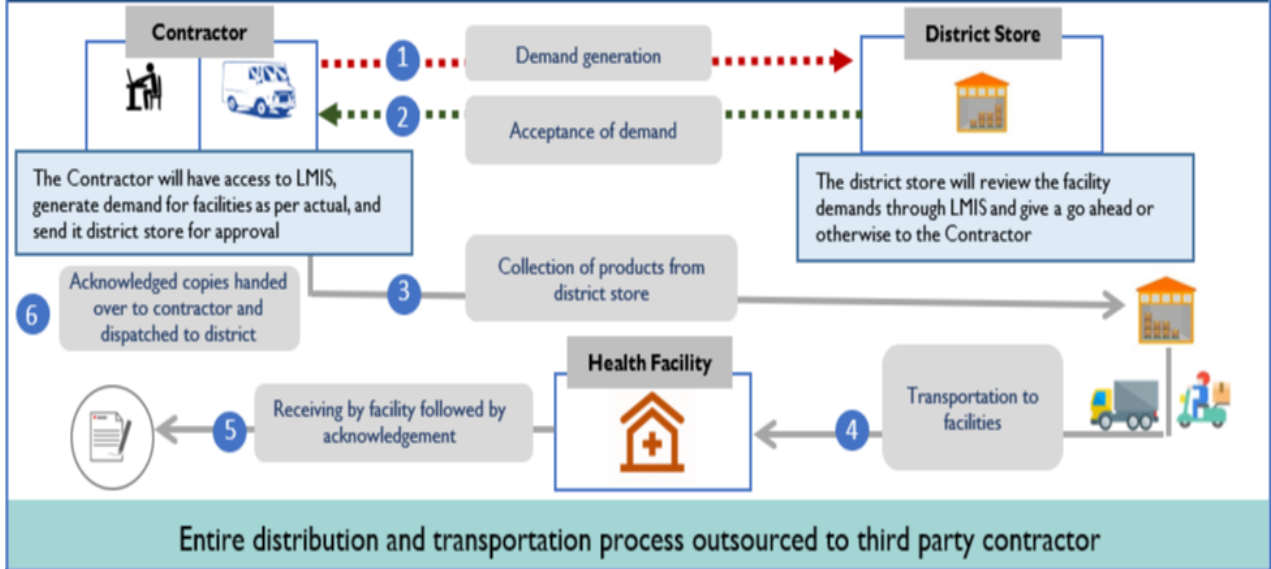 Contractor
District Store
1
Demand generation
2
Acceptance of demand
The Contractor will have access to LMIS,
generate demand for facilities as per actual, and
send it district store for approval
The district store will review the facility
demands through LMIS and give a go ahead or
otherwise to the Contractor
3
Collection of products from
district store
6
Acknowledged copies handed
over to contractor and
dispatched to district
Health Facility
4
Transportation to
facilities
5
Receiving by facility followed by
acknowledgement
Entire distribution and transportation process outsourced to third party contractor